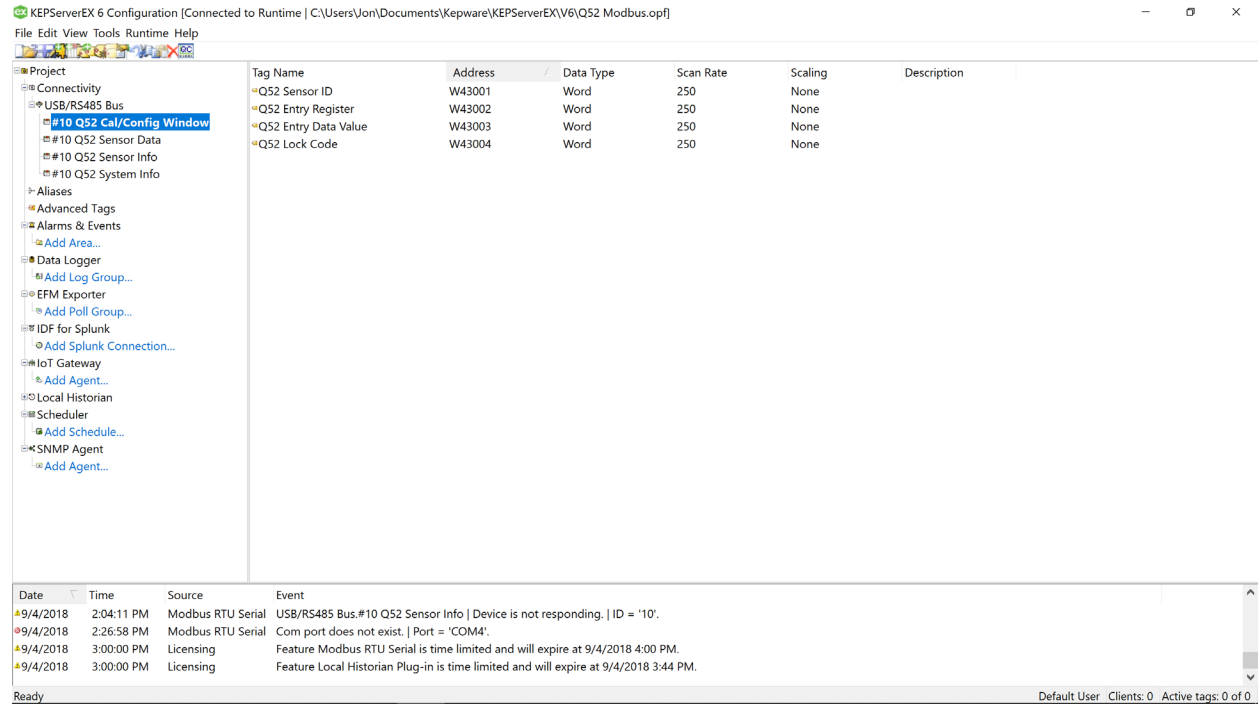 KEPServerEX 6 Configuration [Connected to Runtime | C:\Users\Jon\Documents\Kepware\KEPServerEX\V6\Q52 Modbus.opf]
File Edit View Tools Runtime Help
Project
Connectivity
USB/RS485 Bus
#10 Q52 Cal/Config Window
#10 Q52 Sensor Data
#10 Q52 Sensor Info
#10 Q52 System Info
Aliases
Advanced Tags
Alarms & Events
Add Area...
Data Logger
Add Log Group...
EFM Exporter
Add Poll Group...
IDF for Splunk
Add Splunk Connection...
IoT Gateway
Add Agent...
Local Historian
Scheduler
Add Schedule...
SNMP Agent
Add Agent...
Tag Name Address Data Type Scan Rate Scaling Description
Q52 Sensor ID W43001 Word 250 None
Q52 Entry Register W43002 Word 250 None
Q52 Entry Data Value W43003 Word 250 None
Q52 Lock Code W43004 Word 250 None
Date Time Source Event
9/4/2018 2:04:11 PM Modbus RTU Serial USB/RS485 Bus.#10 Q52 Sensor Info | Device is not responding. | ID = '10'.
9/4/2018 2:26:58 PM Modbus RTU Serial Com port does not exist. | Port = 'COM4'.
9/4/2018 3:00:00 PM Licensing Feature Modbus RTU Serial is time limited and will expire at 9/4/2018 4:00 PM.
9/4/2018 3:00:00 PM Licensing Feature Local Historian Plug-in is time limited and will expire at 9/4/2018 3:44 PM.
Ready Default User Clients: 0 Active tags: 0 of 0